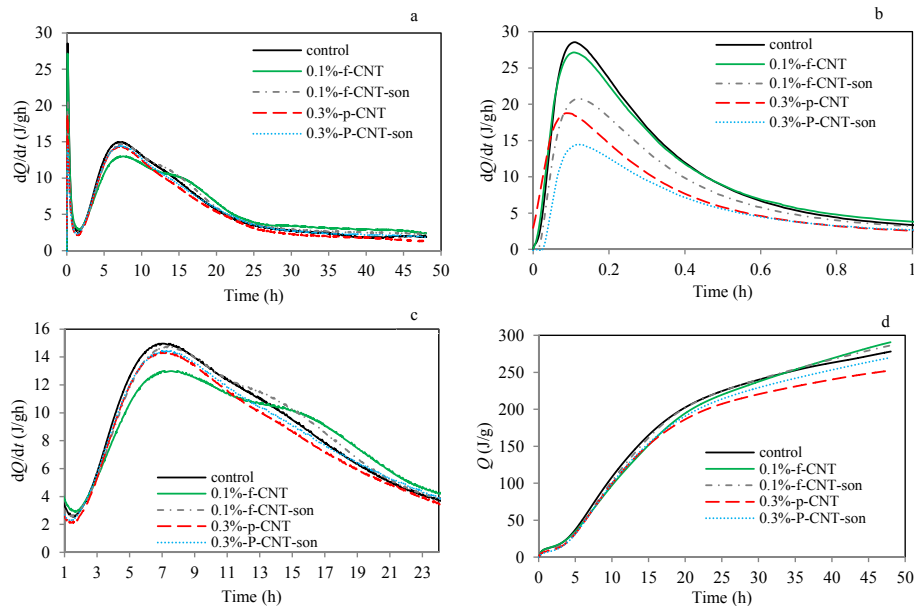 a
dQ/dt (J/gh)
35
30
25
20
15
10
5
0
0 5 10 15 20 25 30 35 40 45 50
Time (h)
control
0.1%-f-CNT
0.1%-f-CNT-son
0.3%-p-CNT
0.3%-P-CNT-son
b
dQ/dt (J/gh)
30
25
20
15
10
5
0
0 0.2 0.4 0.6 0.8 1
Time (h)
control
0.1%-f-CNT
0.1%-f-CNT-son
0.3%-p-CNT
0.3%-P-CNT-son
c
dQ/dt (J/gh)
16
14
12
10
8
6
4
2
0
1 3 5 7 9 11 13 15 17 19 21 23
Time (h)
control
0.1%-f-CNT
0.1%-f-CNT-son
0.3%-p-CNT
0.3%-P-CNT-son
d
Q (J/g)
300
250
200
150
100
50
0
0 5 10 15 20 25 30 35 40 45 50
Time (h)
control
0.1%-f-CNT
0.1%-f-CNT-son
0.3%-p-CNT
0.3%-P-CNT-son